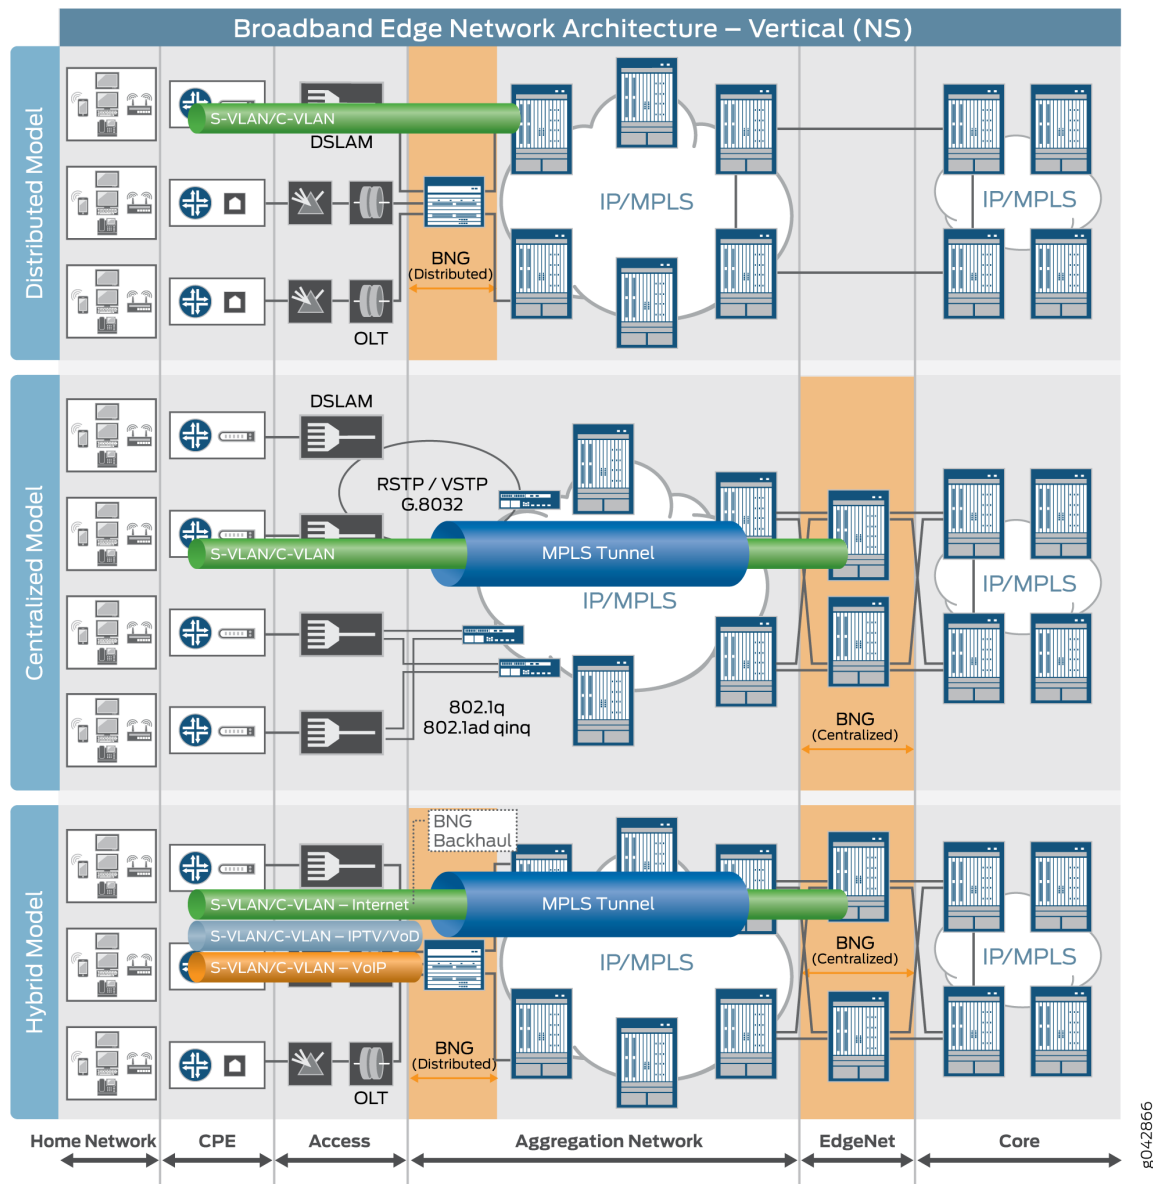 Broadband Edge Network Architecture – Vertical (NS)
Distributed Model
S-VLAN/C-VLAN
DSLAM
IP/MPLS
IP/MPLS
BNG
(Distributed)
OLT
Centralized Model
DSLAM
RSTP / VSTP
G.8032
S-VLAN/C-VLAN
MPLS Tunnel
IP/MPLS
IP/MPLS
802.1q
802.1ad qinq
BNG
(Centralized)
Hybrid Model
BNG
Backhaul
S-VLAN/C-VLAN – Internet
MPLS Tunnel
S-VLAN/C-VLAN – IPTV/VoD
S-VLAN/C-VLAN – VoIP
IP/MPLS
BNG
(Centralized)
IP/MPLS
BNG
(Distributed)
OLT
Home Network
CPE
Access
Aggregation Network
EdgeNet
Core
g042866